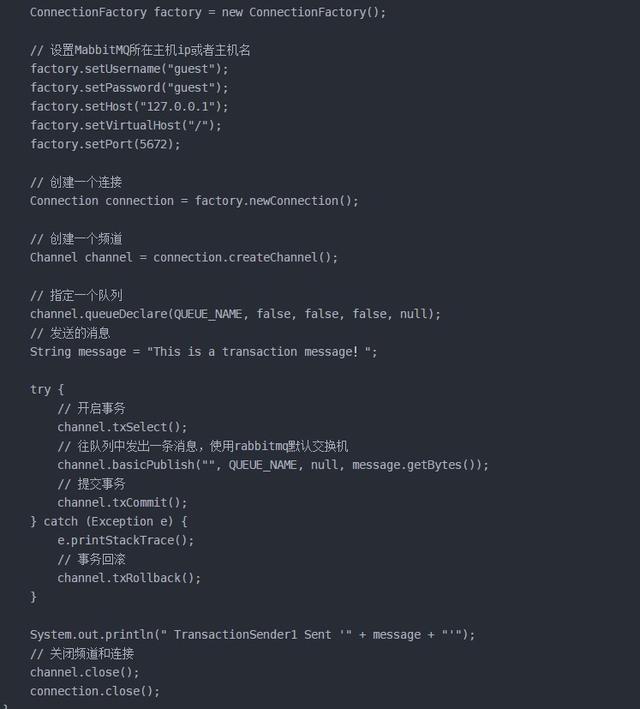 ConnectionFactory factory = new ConnectionFactory();
// 设置MabbitMQ所在主机ip或者主机名
factory.setUsername("guest");
factory.setPassword("guest");
factory.setHost("127.0.0.1");
factory.setVirtualHost("/");
factory.setPort(5672);
// 创建一个连接
Connection connection = factory.newConnection();
// 创建一个频道
Channel channel = connection.createChannel();
// 指定一个队列
channel.queueDeclare(QUEUE_NAME, false, false, false, null);
// 发送的消息
String message = "This is a transaction message！";
try {
// 开启事务
channel.txSelect();
// 往队列中发出一条消息，使用rabbitmq默认交换机
channel.basicPublish("", QUEUE_NAME, null, message.getBytes());
// 提交事务
channel.txCommit();
} catch (Exception e) {
e.printStackTrace();
// 事务回滚
channel.txRollback();
}
System.out.println(" TransactionSender1 Sent '" + message + "'");
// 关闭频道和连接
channel.close();
connection.close();
}